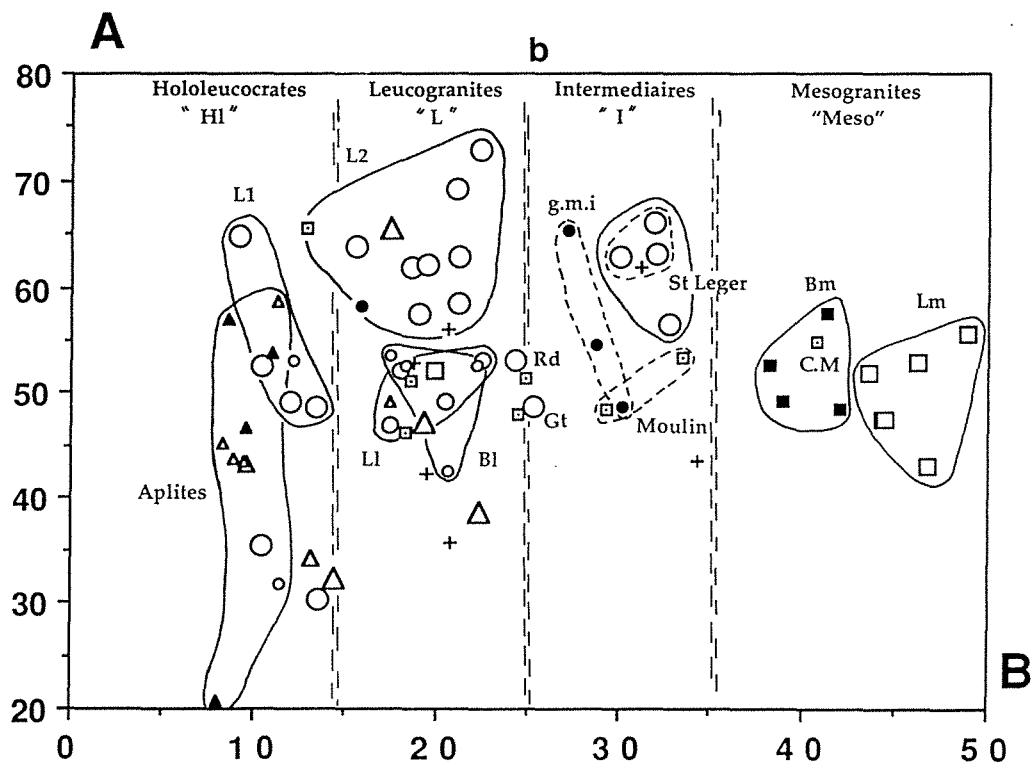 A
b
80
Hololeucocrates
"Hl"
Leucogranites
"L"
Intermediaires
"I"
Mesogranites
"Meso"
L2
70
L1
g.m.i
60
St Leger
Bm
Lm
C.M
Rd
50
Gt
Moulin
Ll
Bl
Aplites
40
30
B
20
0
10
20
30
40
50